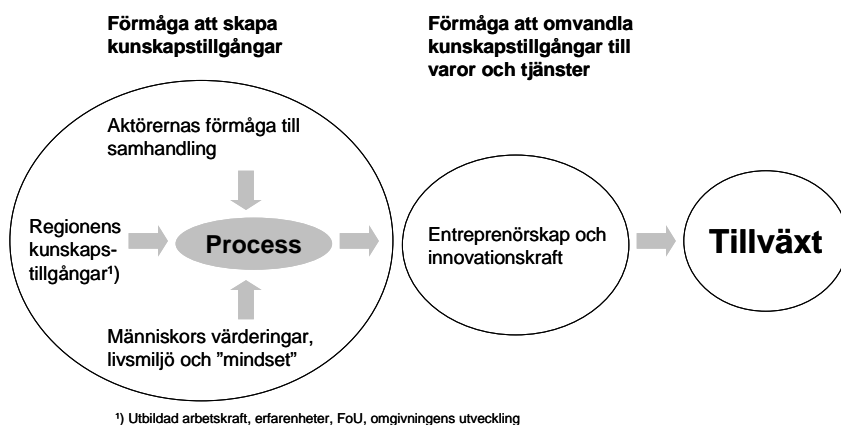 Förmåga att skapa
kunskapstillgångar
Förmåga att omvandla
kunskapstillgångar till
varor och tjänster
Aktörernas förmåga till
samhandling
Regionens
kunskaps-
tillgångar¹)
Process
Människors värderingar,
livsmiljö och ”mindset”
Entreprenörskap och
innovationskraft
Tillväxt
¹) Utbildad arbetskraft, erfarenheter, FoU, omgivningens utveckling